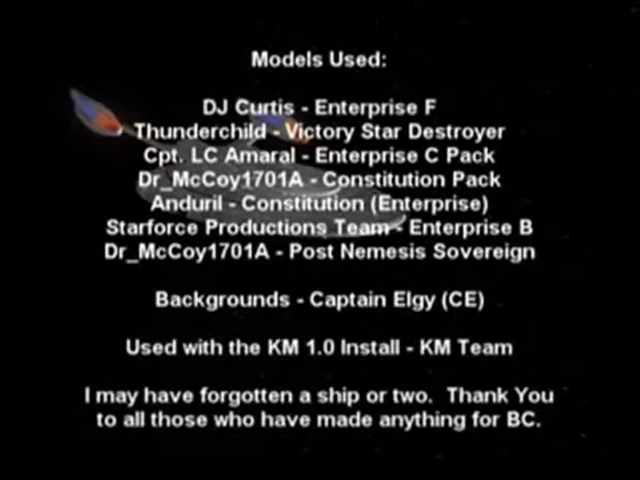 Models Used:
DJ Curtis - Enterprise F
Thunderchild - Victory Star Destroyer
Cpt. LC Amaral - Enterprise C Pack
Dr_McCoy1701A - Constitution Pack
Anduril - Constitution (Enterprise)
Starforce Productions Team - Enterprise B
Dr_McCoy1701A - Post Nemesis Sovereign
Backgrounds - Captain Elgy (CE)
Used with the KM 1.0 Install - KM Team
I may have forgotten a ship or two.  Thank You
to all those who have made anything for BC.